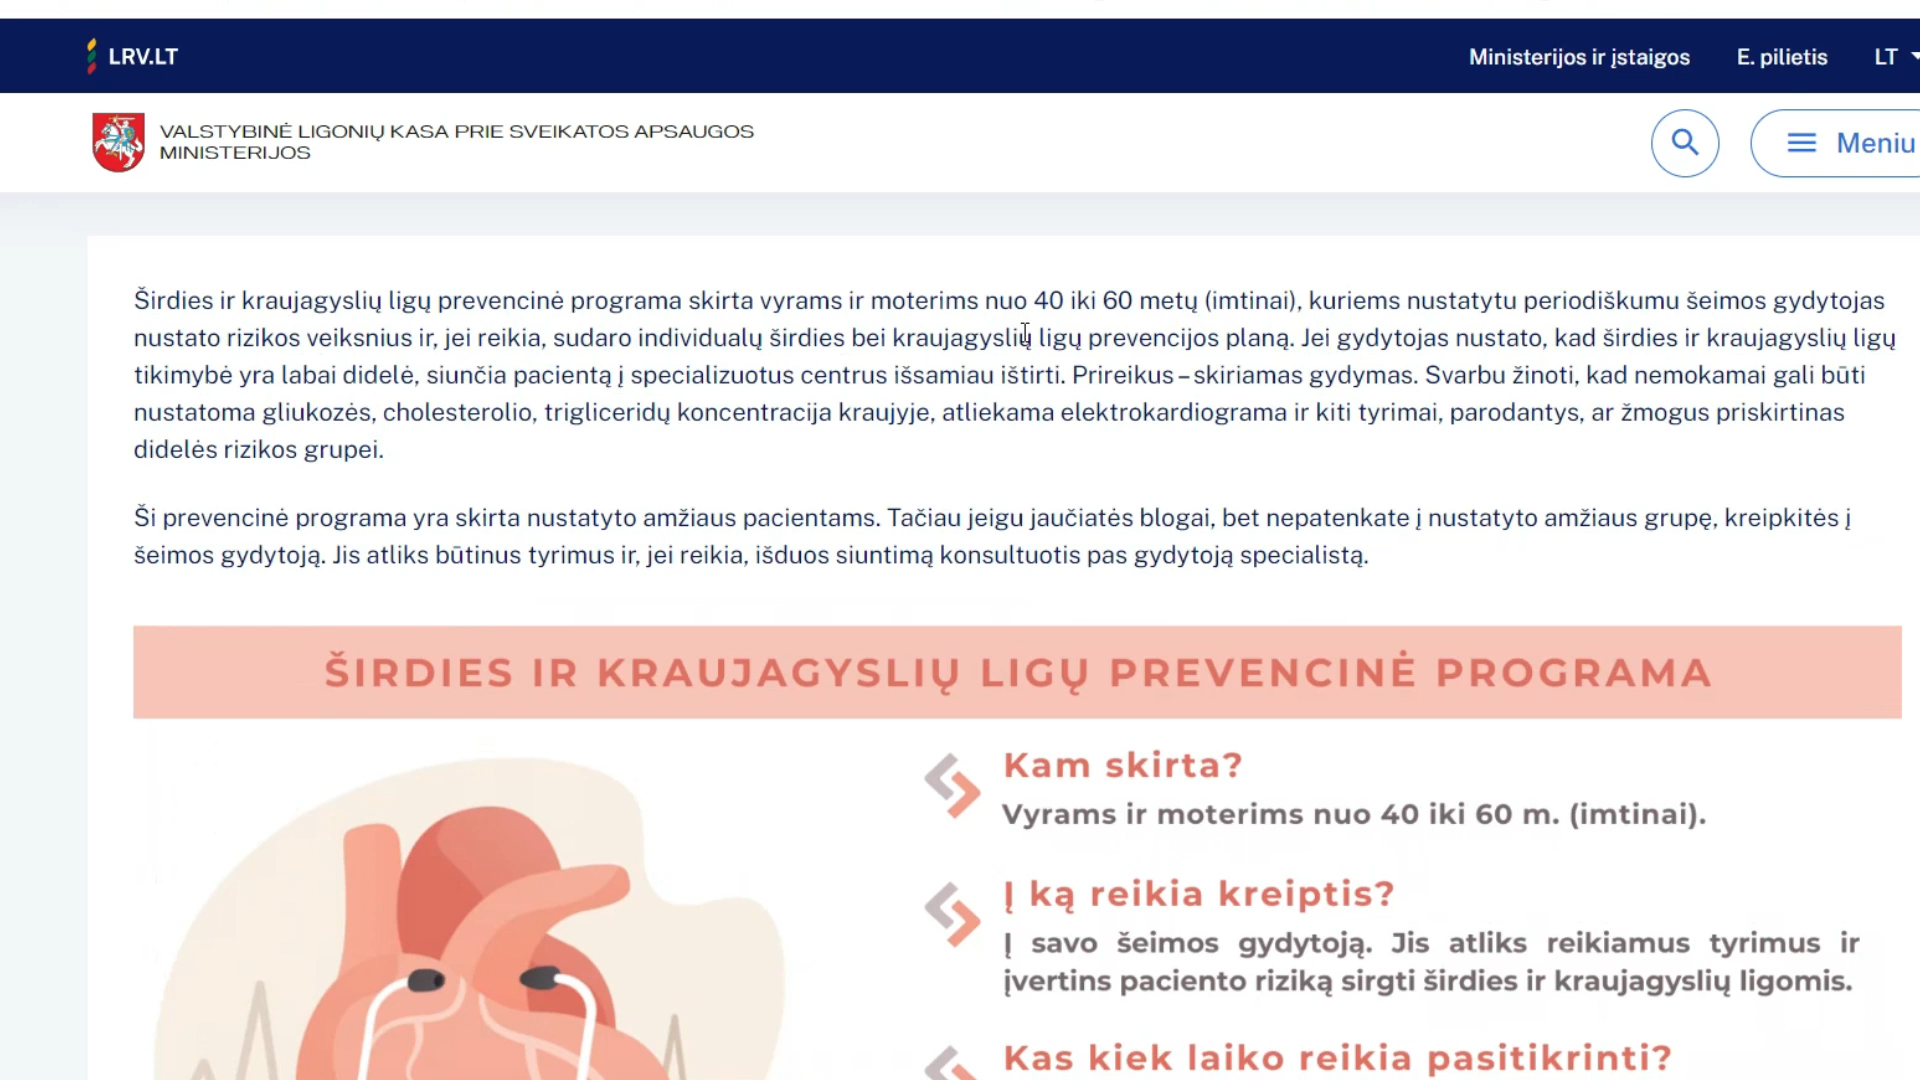 LRV.LT
Ministerijos ir įstaigos
E. pilietis
LT
VALSTYBINĖ LIGONIŲ KASA PRIE SVEIKATOS APSAUGOS
MINISTERIJOS
Meniu
Širdies ir kraujagyslių ligų prevencinė programa skirta vyrams ir moterims nuo 40 iki 60 metų (imtinai), kuriems nustatytu periodiškumu šeimos gydytojas
nustato rizikos veiksnius ir, jei reikia, sudaro individualų širdies bei kraujagyslių ligų prevencijos planą. Jei gydytojas nustato, kad širdies ir kraujagyslių ligų
tikimybė yra labai didelė, siunčia pacientą į specializuotus centrus išsamiau ištirti. Prireikus – skiriamas gydymas. Svarbu žinoti, kad nemokamai gali būti
nustatoma gliukozės, cholesterolio, trigliceridų koncentracija kraujyje, atliekama elektrokardiograma ir kiti tyrimai, parodantys, ar žmogus priskirtinas
didelės rizikos grupei.
Ši prevencinė programa yra skirta nustatyto amžiaus pacientams. Tačiau jeigu jaučiatės blogai, bet nepatenkate į nustatyto amžiaus grupę, kreipkitės į
šeimos gydytoją. Jis atliks būtinus tyrimus ir, jei reikia, išduos siuntimą konsultuotis pas gydytoją specialistą.
ŠIRDIES IR KRAUJAGYSLIŲ LIGŲ PREVENCINĖ PROGRAMA
Kam skirta?
Vyrams ir moterims nuo 40 iki 60 m. (imtinai).
Į ką reikia kreiptis?
Į savo šeimos gydytoją. Jis atliks reikiamus tyrimus ir
įvertins paciento riziką sirgti širdies ir kraujagyslių ligomis.
Kas kiek laiko reikia pasitikrinti?